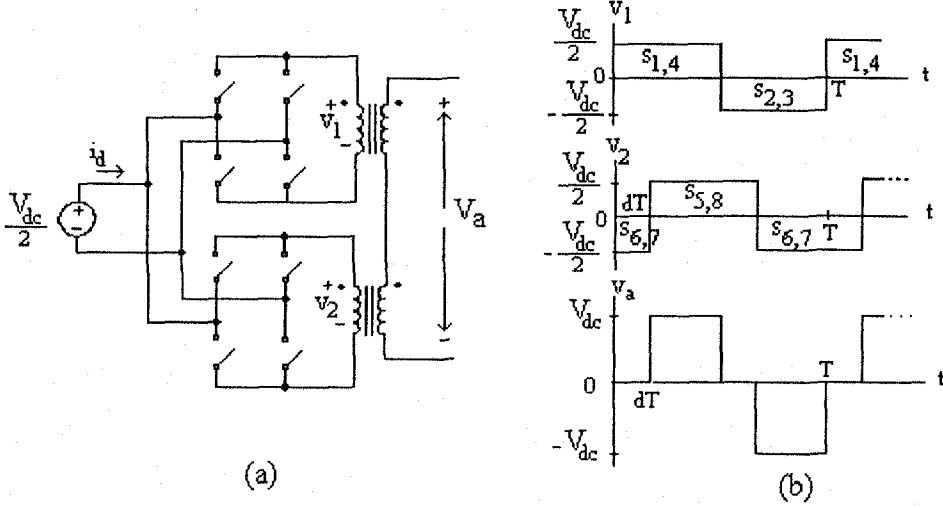 i_d
V_dc/2
+
-
+
v_1
-
+
v_2
-
+
V_a
-
(a)
v_1
V_dc/2
0
-V_dc/2
S_1,4
S_2,3
T
S_1,4
t
v_2
V_dc/2
0
-V_dc/2
dT
S_6,7
S_5,8
S_6,7
T
t
v_a
V_dc
0
-V_dc
dT
T
t
(b)